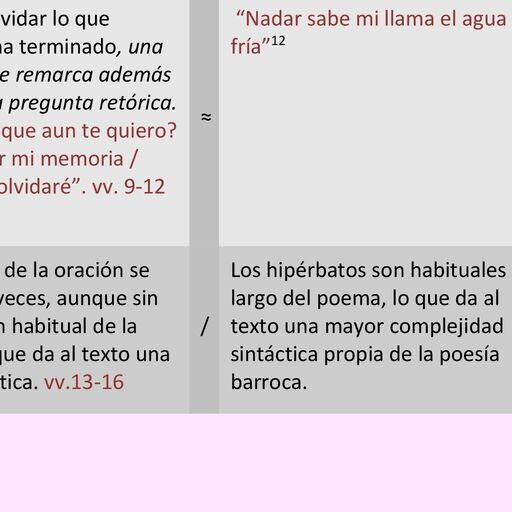 vidar lo que
terminado, una
remarca además
pregunta retórica.
que aun te quiero?
mi memoria /
olvidaré”. vv. 9-12
≈
“Nadar sabe mi llama el agua
fría”12
de la oración se
veces, aunque sin
habitual de la
que da al texto una
tica. vv.13-16
/
Los hipérbatos son habituales
largo del poema, lo que da al
texto una mayor complejidad
sintáctica propia de la poesía
barroca.